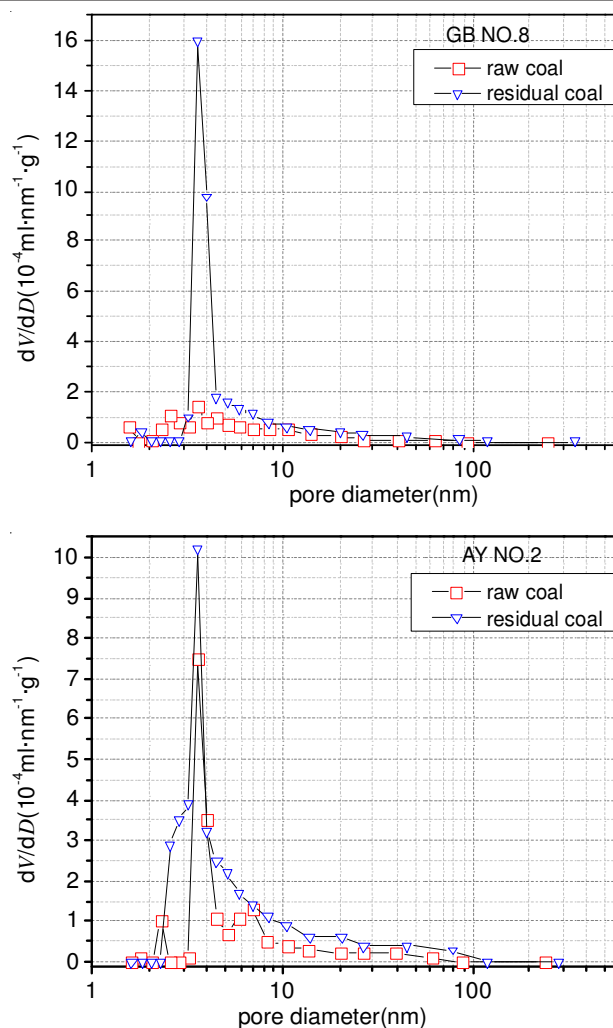 GB NO.8
raw coal
residual coal
16
14
12
10
8
6
4
2
0
dV/dD(10⁻⁴ml·nm⁻¹·g⁻¹)
1
10
100
pore diameter(nm)
AY NO.2
raw coal
residual coal
10
9
8
7
6
5
4
3
2
1
0
dV/dD(10⁻⁴ml·nm⁻¹·g⁻¹)
1
10
100
pore diameter(nm)